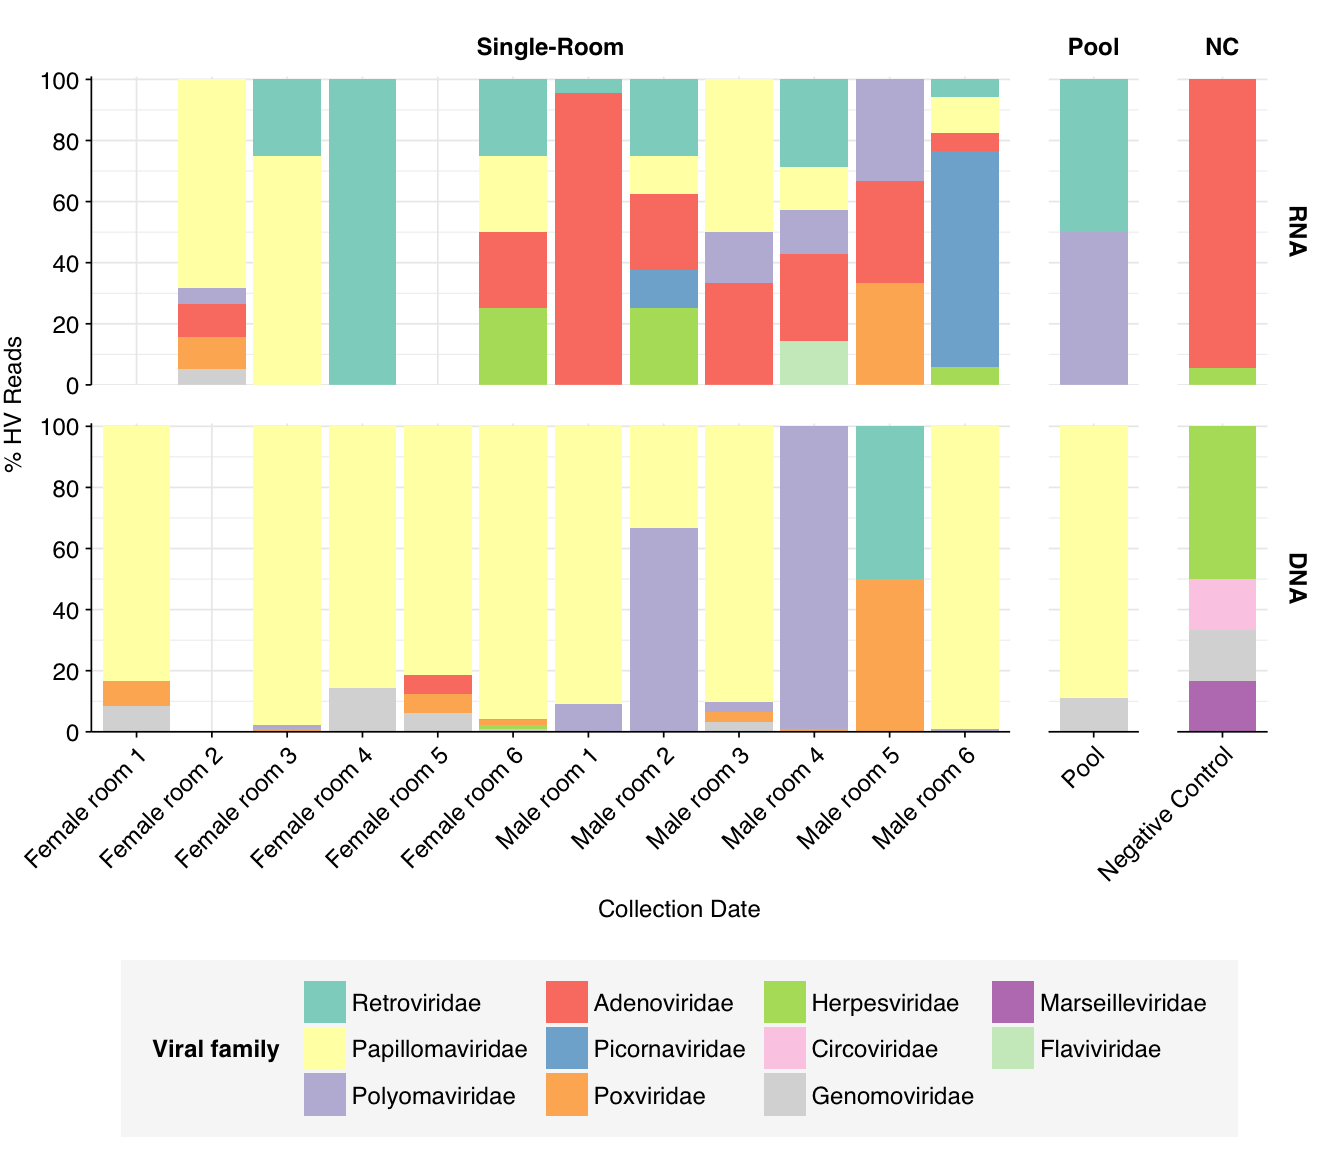 Single-Room Pool NC
100
80
60
40
20
0
RNA
% HV Reads
100
80
60
40
20
0
DNA
Female room 1 Female room 2 Female room 3 Female room 4 Female room 5 Female room 6 Male room 1 Male room 2 Male room 3 Male room 4 Male room 5 Male room 6 Pool Negative Control
Collection Date
Retroviridae Adenoviridae Herpesviridae Marseilleviridae
Viral family Papillomaviridae Picornaviridae Circoviridae Flaviviridae
Polyomaviridae Poxviridae Genomoviridae